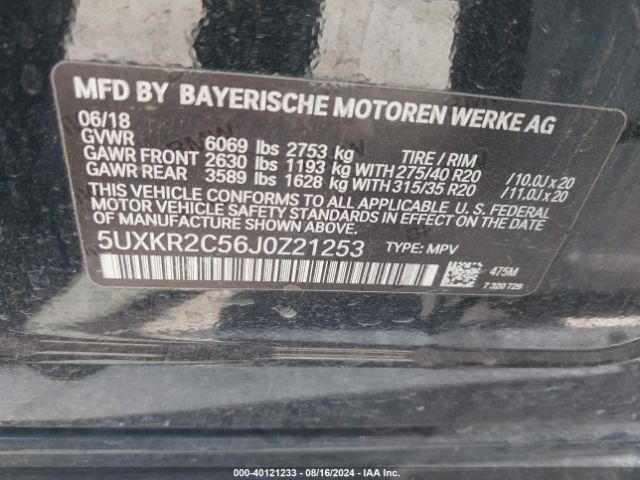 MFD BY BAYERISCHE MOTOREN WERKE AG
06/18
GVWR 6069 lbs 2753 kg TIRE / RIM
GAWR FRONT 2630 lbs 1193 kg WITH 275/40 R20 /10.0J x 20
GAWR REAR 3589 lbs 1628 kg WITH 315/35 R20 /11.0J x 20
THIS VEHICLE CONFORMS TO ALL APPLICABLE U. S. FEDERAL
MOTOR VEHICLE SAFETY STANDARDS IN EFFECT ON THE DATE
OF MANUFACTURE SHOWN ABOVE.
5UXKR2C56J0Z21253 TYPE: MPV
475M
7 320 729
000-40121233 - 08/16/2024 - IAA Inc.